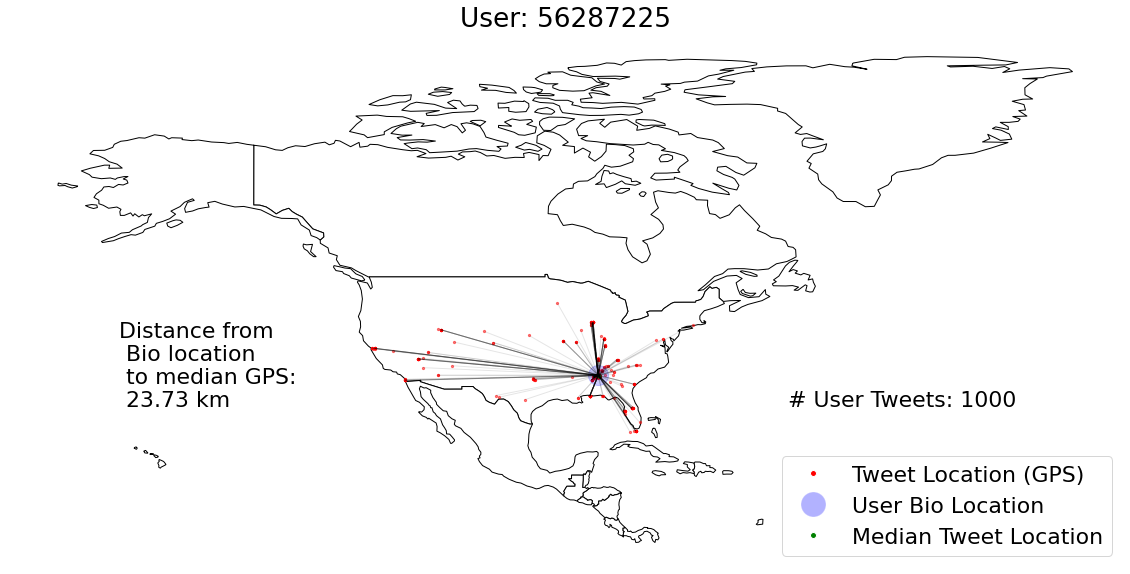 User: 56287225
Distance from
Bio location
to median GPS:
23.73 km
# User Tweets: 1000
Tweet Location (GPS)
User Bio Location
Median Tweet Location